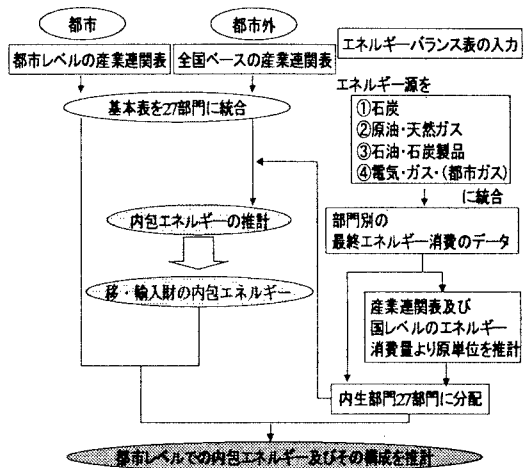 都市
都市外
都市レベルの産業連関表
全国ベースの産業連関表
エネルギーバランス表の入力
基本表を27部門に統合
エネルギー源を
①石炭
②原油・天然ガス
③石油・石炭製品
④電気・ガス・(都市ガス)
に統合
内包エネルギーの推計
部門別の
最終エネルギー消費のデータ
移・輸入財の内包エネルギー
産業連関表及び
国レベルのエネルギー
消費量より原単位を推計
内生部門27部門に分配
都市レベルでの内包エネルギー及びその構成を推計